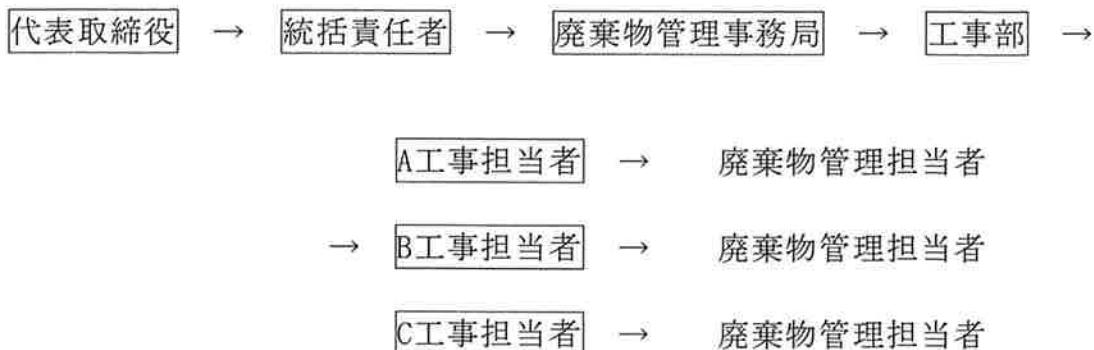 代表取締役 → 統括責任者 → 廃棄物管理事務局 → 工事部 →
A工事担当者 → 廃棄物管理担当者
→ B工事担当者 → 廃棄物管理担当者
C工事担当者 → 廃棄物管理担当者